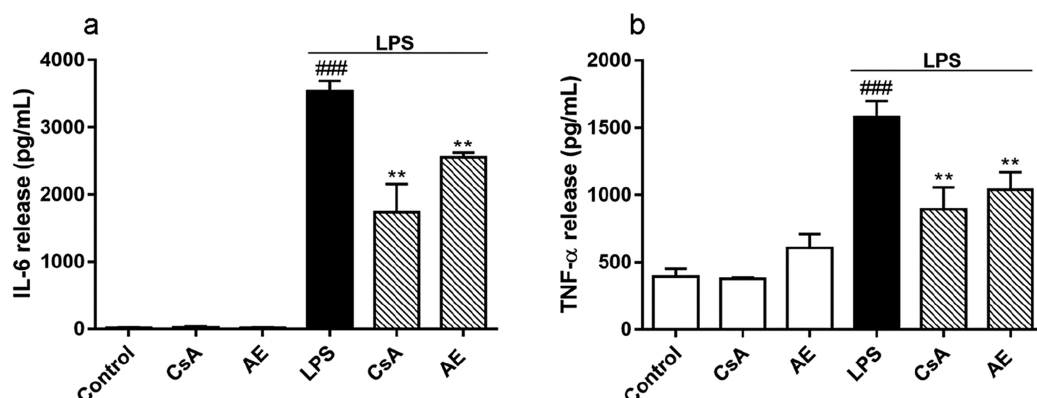 a
LPS
IL-6 release (pg/mL)
4000
3000
2000
1000
0
###
**
**
Control
CsA
AE
LPS
CsA
AE
b
LPS
TNF-α release (pg/mL)
2000
1500
1000
500
0
###
**
**
Control
CsA
AE
LPS
CsA
AE